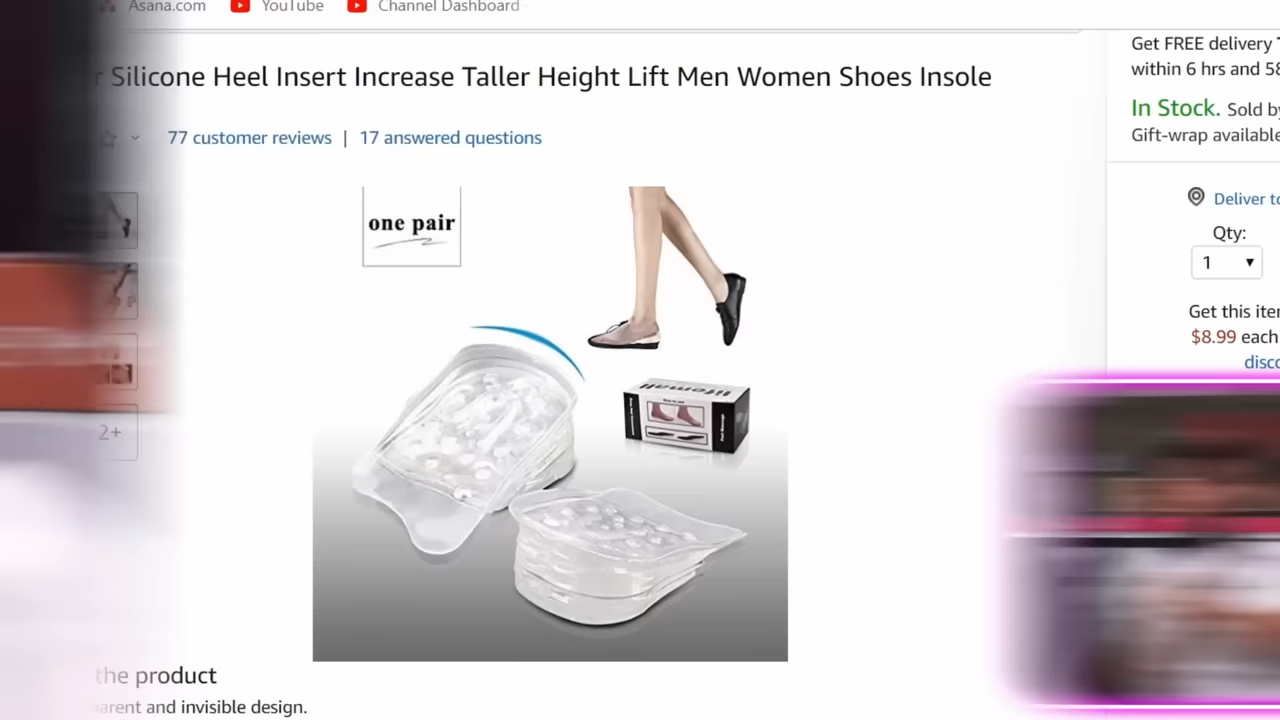 Asana.com YouTube Channel Dashboard
Get FREE delivery
within 6 hrs and 58
r Silicone Heel Insert Increase Taller Height Lift Men Women Shoes Insole
In Stock. Sold by
Gift-wrap available
77 customer reviews | 17 answered questions
Deliver to
Qty:
1
one pair
Get this item
$8.99 each
lifemall
2+
the product
arent and invisible design.